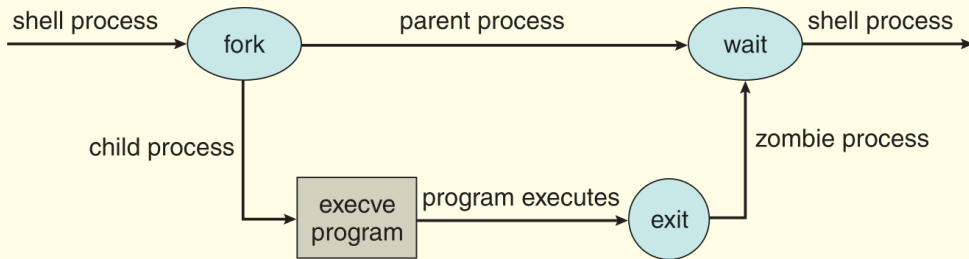 shell process
fork
parent process
wait
shell process
child process
zombie process
execve
program
program executes
exit